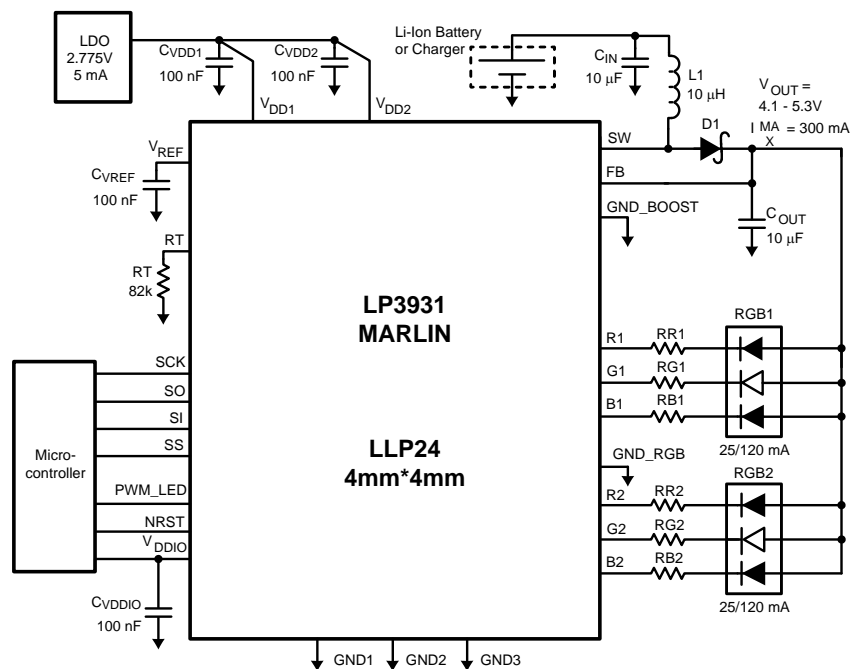 LDO
2.775V
5 mA
CVDD1
100 nF
CVDD2
100 nF
VDD1
VDD2
Li-Ion Battery
or Charger
CIN
10 μF
L1
10 μH
VOUT =
4.1 - 5.3V
IMAX = 300 mA
D1
SW
FB
GND_BOOST
COUT
10 μF
VREF
CVREF
100 nF
RT
RT
82k
LP3931
MARLIN
LLP24
4mm*4mm
Micro-
controller
SCK
SO
SI
SS
PWM_LED
NRST
VDDIO
CVDDIO
100 nF
RGB1
R1
RR1
G1
RG1
B1
RB1
25/120 mA
GND_RGB
RGB2
R2
RR2
G2
RG2
B2
RB2
25/120 mA
GND1
GND2
GND3